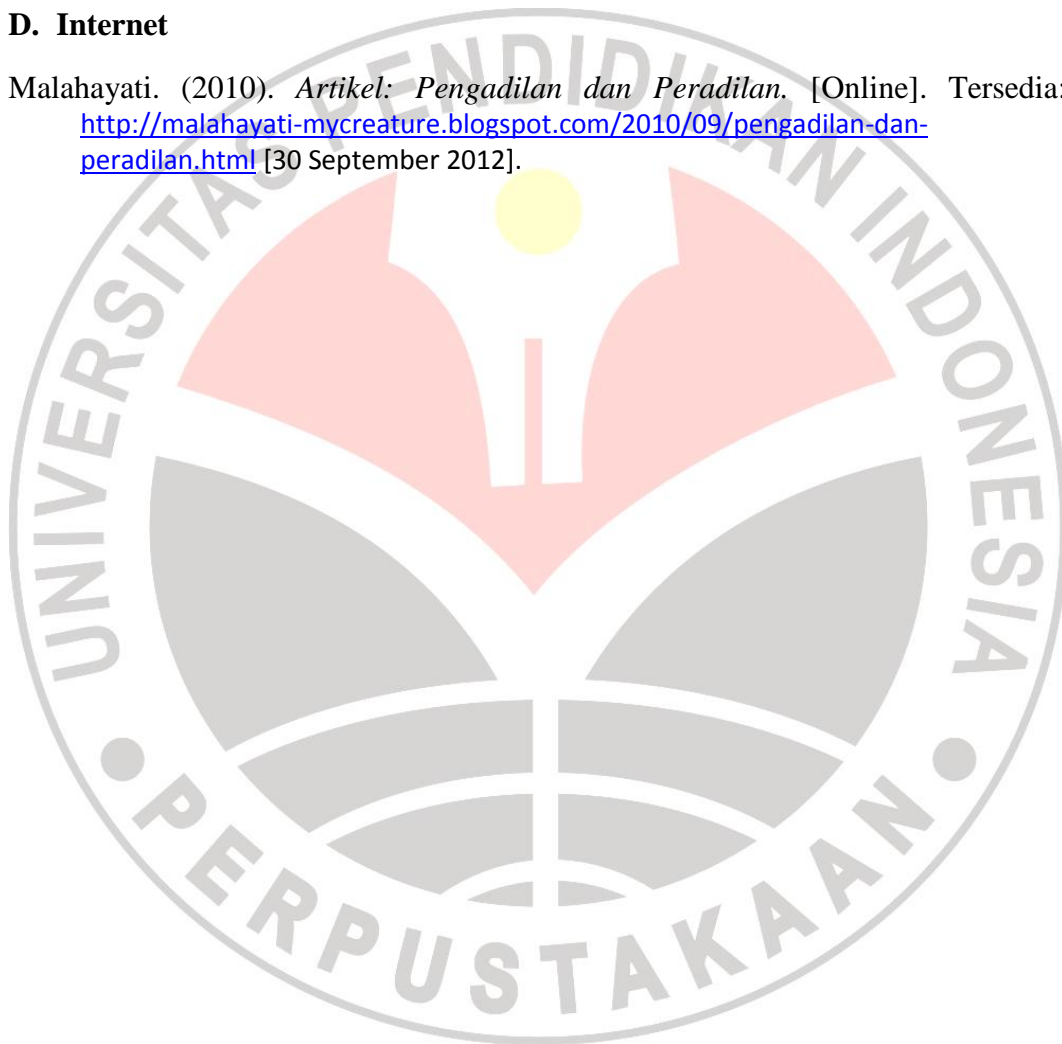 D. Internet
Malahayati. (2010). Artikel: Pengadilan dan Peradilan. [Online]. Tersedia:
http://malahayati-mycreature.blogspot.com/2010/09/pengadilan-dan-
peradilan.html [30 September 2012].
UNIVERSITAS PENDIDIKAN INDONESIA
PERPUSTAKAAN